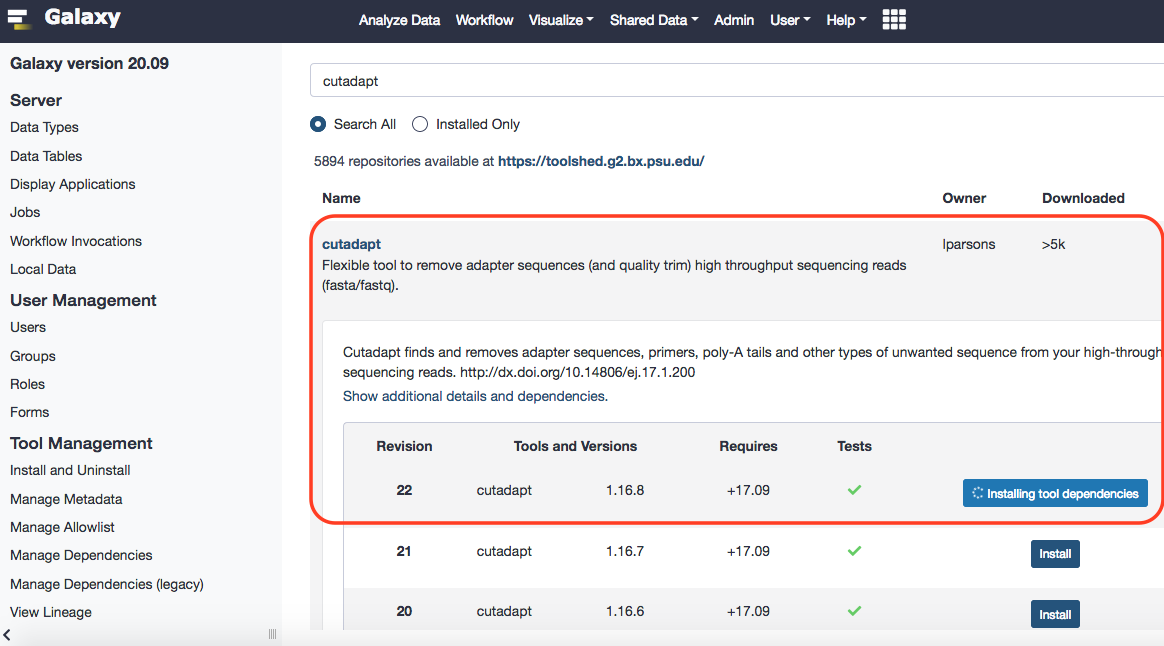 Galaxy
Analyze Data Workflow Visualize Shared Data Admin User Help
Galaxy version 20.09
Server
Data Types
Data Tables
Display Applications
Jobs
Workflow Invocations
Local Data
User Management
Users
Groups
Roles
Forms
Tool Management
Install and Uninstall
Manage Metadata
Manage Allowlist
Manage Dependencies
Manage Dependencies (legacy)
View Lineage
cutadapt
Search All Installed Only
5894 repositories available at https://toolshed.g2.bx.psu.edu/
Name Owner Downloaded
cutadapt lparsons >5k
Flexible tool to remove adapter sequences (and quality trim) high throughput sequencing reads
(fasta/fastq).
Cutadapt finds and removes adapter sequences, primers, poly-A tails and other types of unwanted sequence from your high-through
sequencing reads. http://dx.doi.org/10.14806/ej.17.1.200
Show additional details and dependencies.
Revision Tools and Versions Requires Tests
22 cutadapt 1.16.8 +17.09 Installing tool dependencies
21 cutadapt 1.16.7 +17.09 Install
20 cutadapt 1.16.6 +17.09 Install